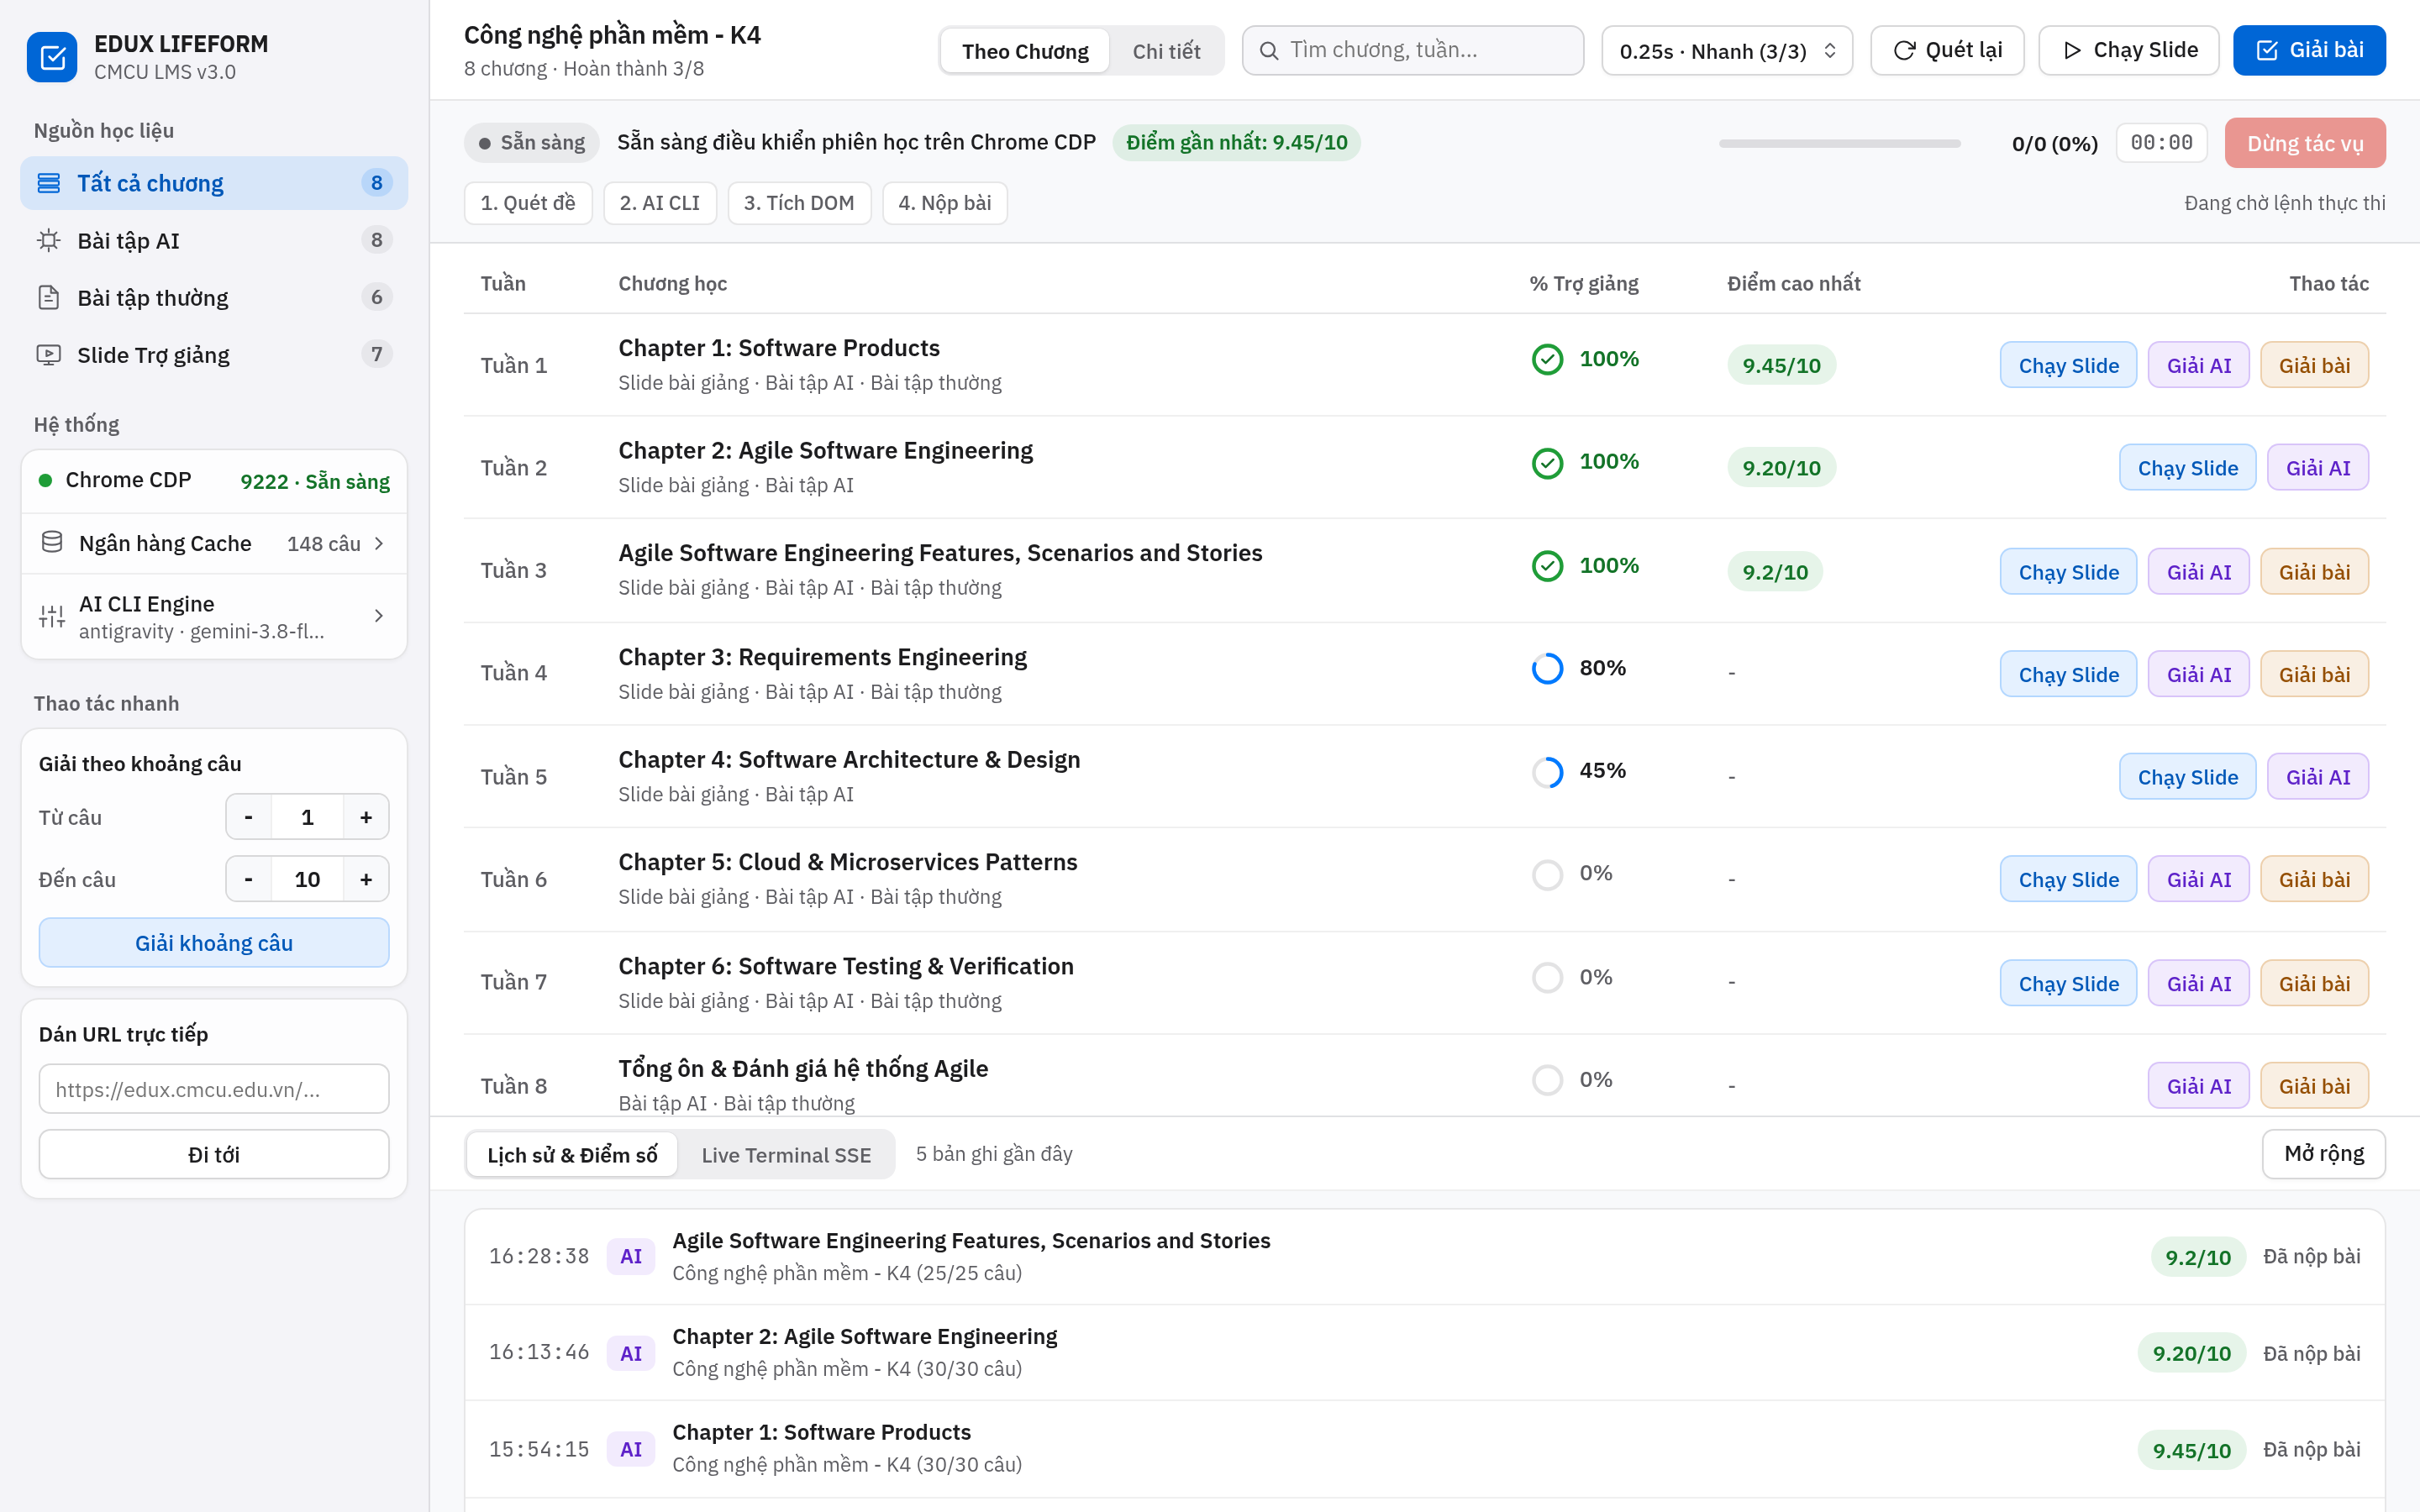 EDUX LIFEFORM
CMCU LMS v3.0
Nguồn học liệu
Tất cả chương 8
Bài tập AI 8
Bài tập thường 6
Slide Trợ giảng 7
Hệ thống
Chrome CDP 9222 · Sẵn sàng
Ngân hàng Cache 148 câu
AI CLI Engine
antigravity · gemini-3.8-fl...
Thao tác nhanh
Giải theo khoảng câu
Từ câu - 1 +
Đến câu - 10 +
Giải khoảng câu
Dán URL trực tiếp
https://edux.cmcu.edu.vn/...
Đi tới
Công nghệ phần mềm - K4
8 chương · Hoàn thành 3/8
Theo Chương Chi tiết Tìm chương, tuần... 0.25s · Nhanh (3/3) Quét lại Chạy Slide Giải bài
Sẵn sàng Sẵn sàng điều khiển phiên học trên Chrome CDP Điểm gần nhất: 9.45/10 0/0 (0%) 00:00 Dừng tác vụ
1. Quét đề 2. AI CLI 3. Tích DOM 4. Nộp bài Đang chờ lệnh thực thi
Tuần Chương học % Trợ giảng Điểm cao nhất Thao tác
Tuần 1 Chapter 1: Software Products 100% 9.45/10 Chạy Slide Giải AI Giải bài
Slide bài giảng · Bài tập AI · Bài tập thường
Tuần 2 Chapter 2: Agile Software Engineering 100% 9.20/10 Chạy Slide Giải AI
Slide bài giảng · Bài tập AI
Tuần 3 Agile Software Engineering Features, Scenarios and Stories 100% 9.2/10 Chạy Slide Giải AI Giải bài
Slide bài giảng · Bài tập AI · Bài tập thường
Tuần 4 Chapter 3: Requirements Engineering 80% - Chạy Slide Giải AI Giải bài
Slide bài giảng · Bài tập AI · Bài tập thường
Tuần 5 Chapter 4: Software Architecture & Design 45% - Chạy Slide Giải AI
Slide bài giảng · Bài tập AI
Tuần 6 Chapter 5: Cloud & Microservices Patterns 0% - Chạy Slide Giải AI Giải bài
Slide bài giảng · Bài tập AI · Bài tập thường
Tuần 7 Chapter 6: Software Testing & Verification 0% - Chạy Slide Giải AI Giải bài
Slide bài giảng · Bài tập AI · Bài tập thường
Tuần 8 Tổng ôn & Đánh giá hệ thống Agile 0% - Giải AI Giải bài
Bài tập AI · Bài tập thường
Lịch sử & Điểm số Live Terminal SSE 5 bản ghi gần đây Mở rộng
16:28:38 AI Agile Software Engineering Features, Scenarios and Stories 9.2/10 Đã nộp bài
Công nghệ phần mềm - K4 (25/25 câu)
16:13:46 AI Chapter 2: Agile Software Engineering 9.20/10 Đã nộp bài
Công nghệ phần mềm - K4 (30/30 câu)
15:54:15 AI Chapter 1: Software Products 9.45/10 Đã nộp bài
Công nghệ phần mềm - K4 (30/30 câu)